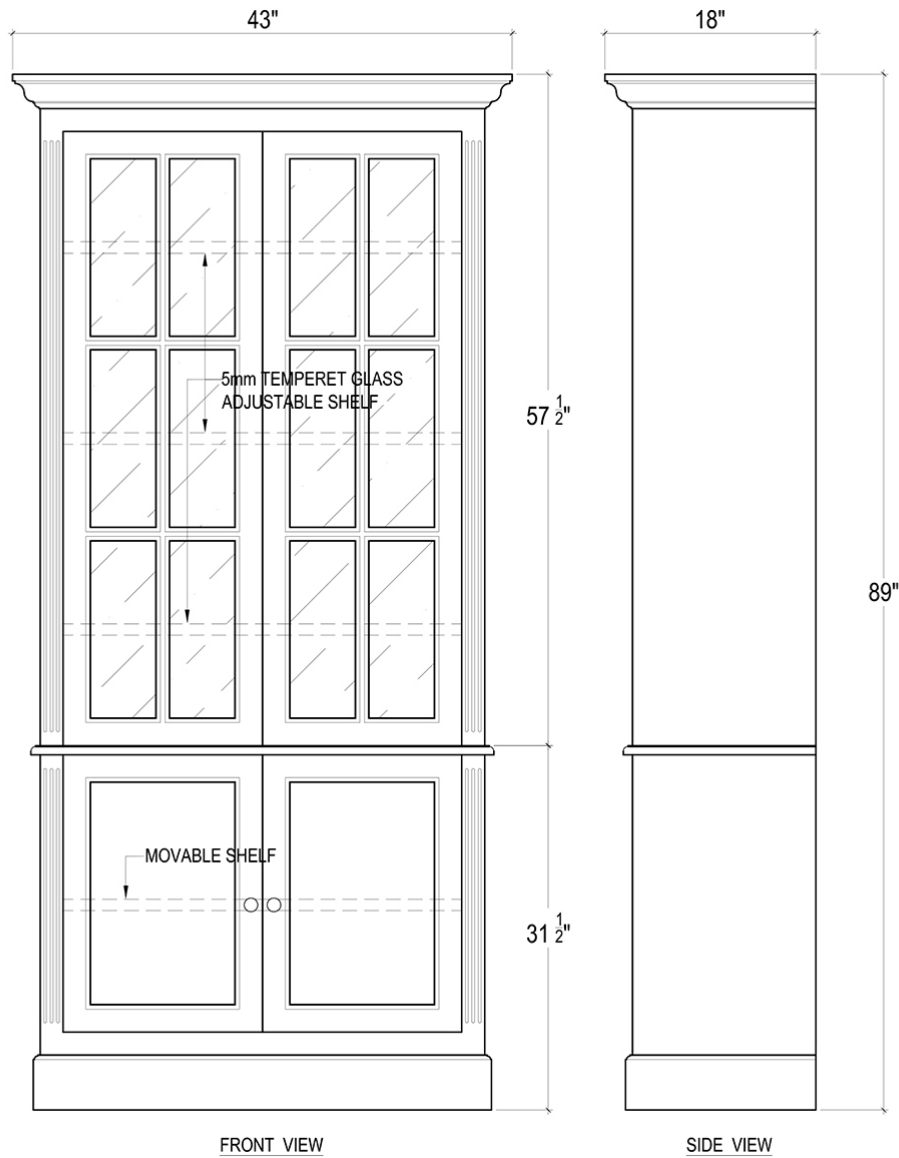 43"
18"
5mm TEMPERET GLASS
ADJUSTABLE SHELF
57 1/2"
89"
MOVABLE SHELF
31 1/2"
FRONT VIEW
SIDE VIEW